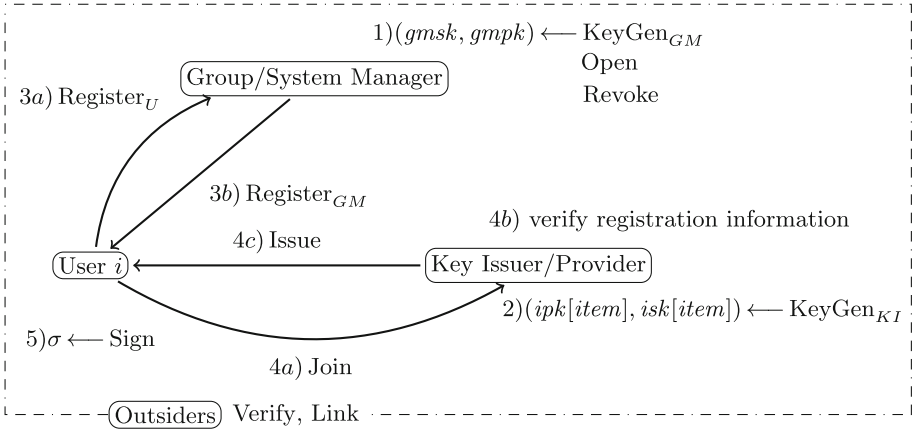 1)(gmsk, gmpk) ⟵ KeyGen_GM
Open
Revoke
Group/System Manager
3a) Register_U
3b) Register_GM
4b) verify registration information
4c) Issue
User i
Key Issuer/Provider
2)(ipk[item], isk[item]) ⟵ KeyGen_KI
5)σ ⟵ Sign
4a) Join
Outsiders Verify, Link